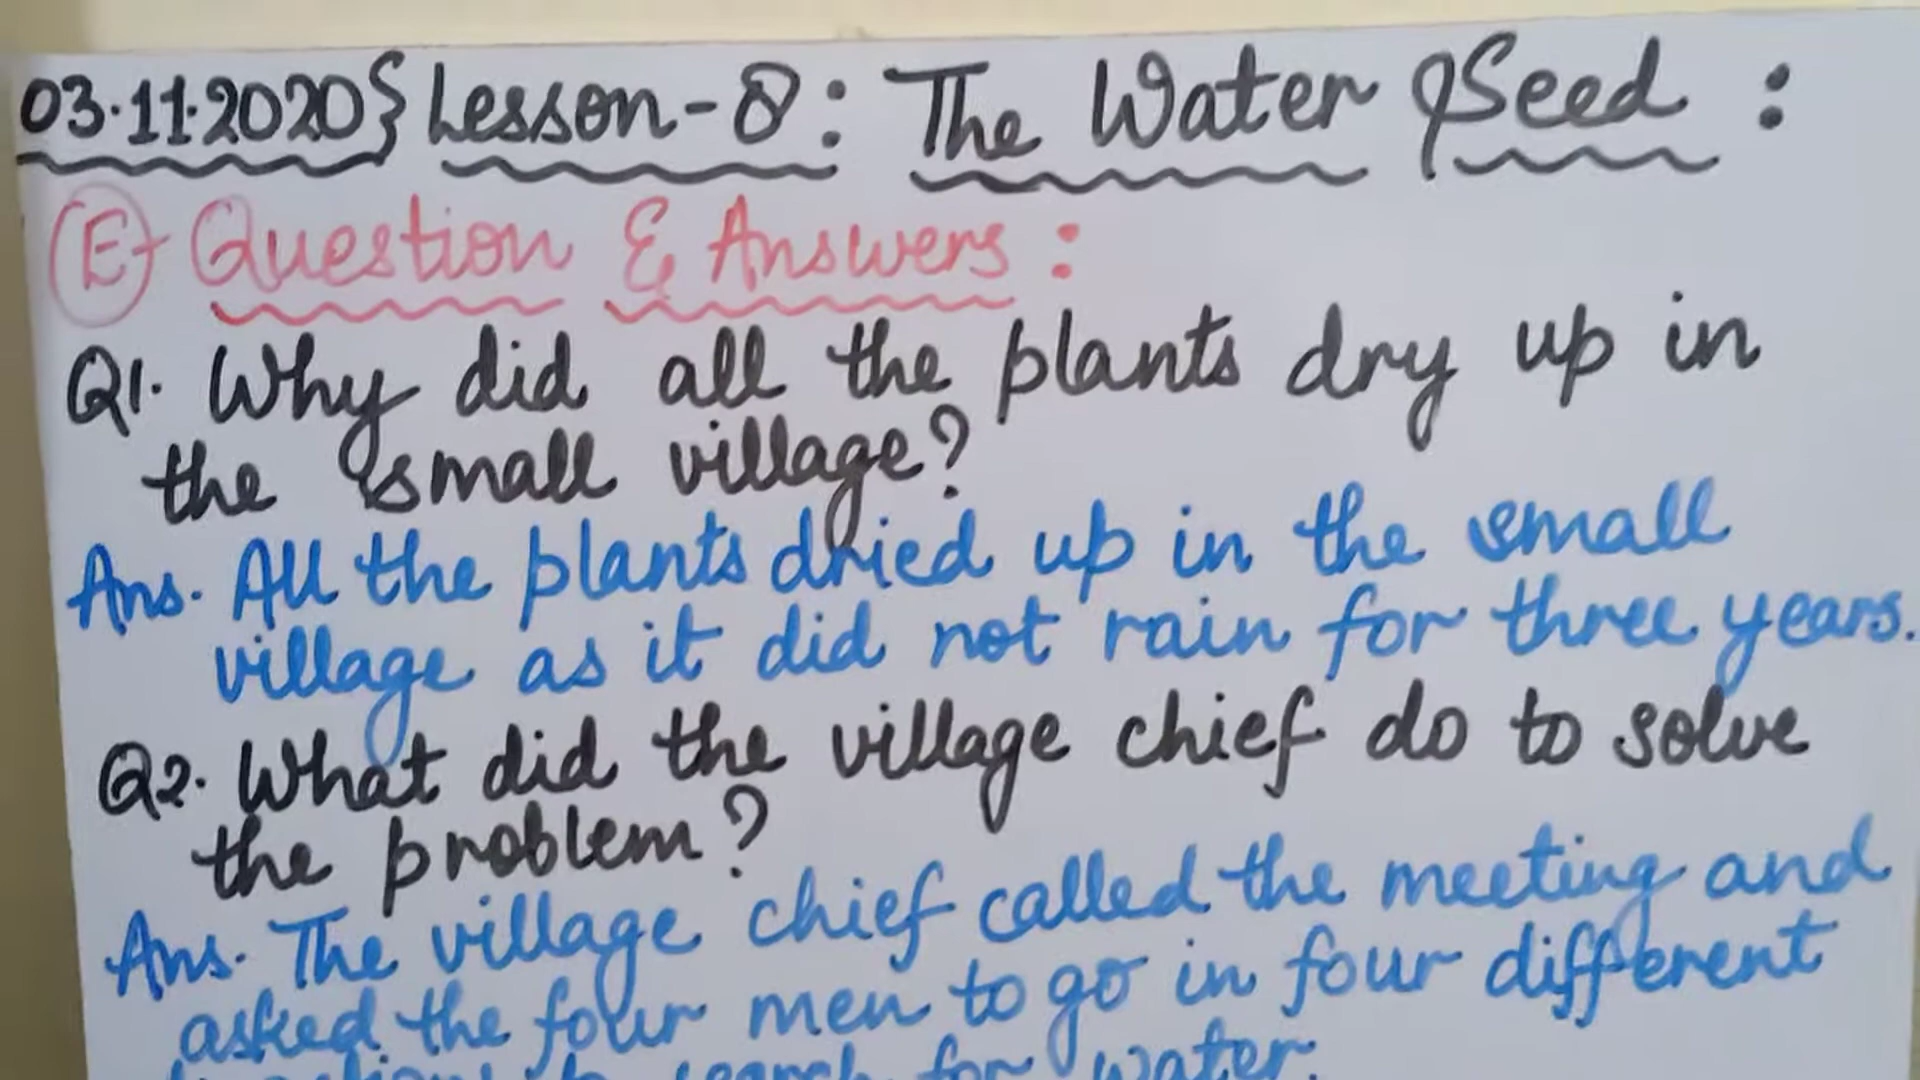 03.11.2020} Lesson-8: The Water Seed :
(E) Question & Answers :
Q1. Why did all the plants dry up in
the small village?
Ans. All the plants dried up in the small
village as it did not rain for three years.
Q2. What did the village chief do to solve
the problem?
Ans. The village chief called the meeting and
asked the four men to go in four different
search for water.